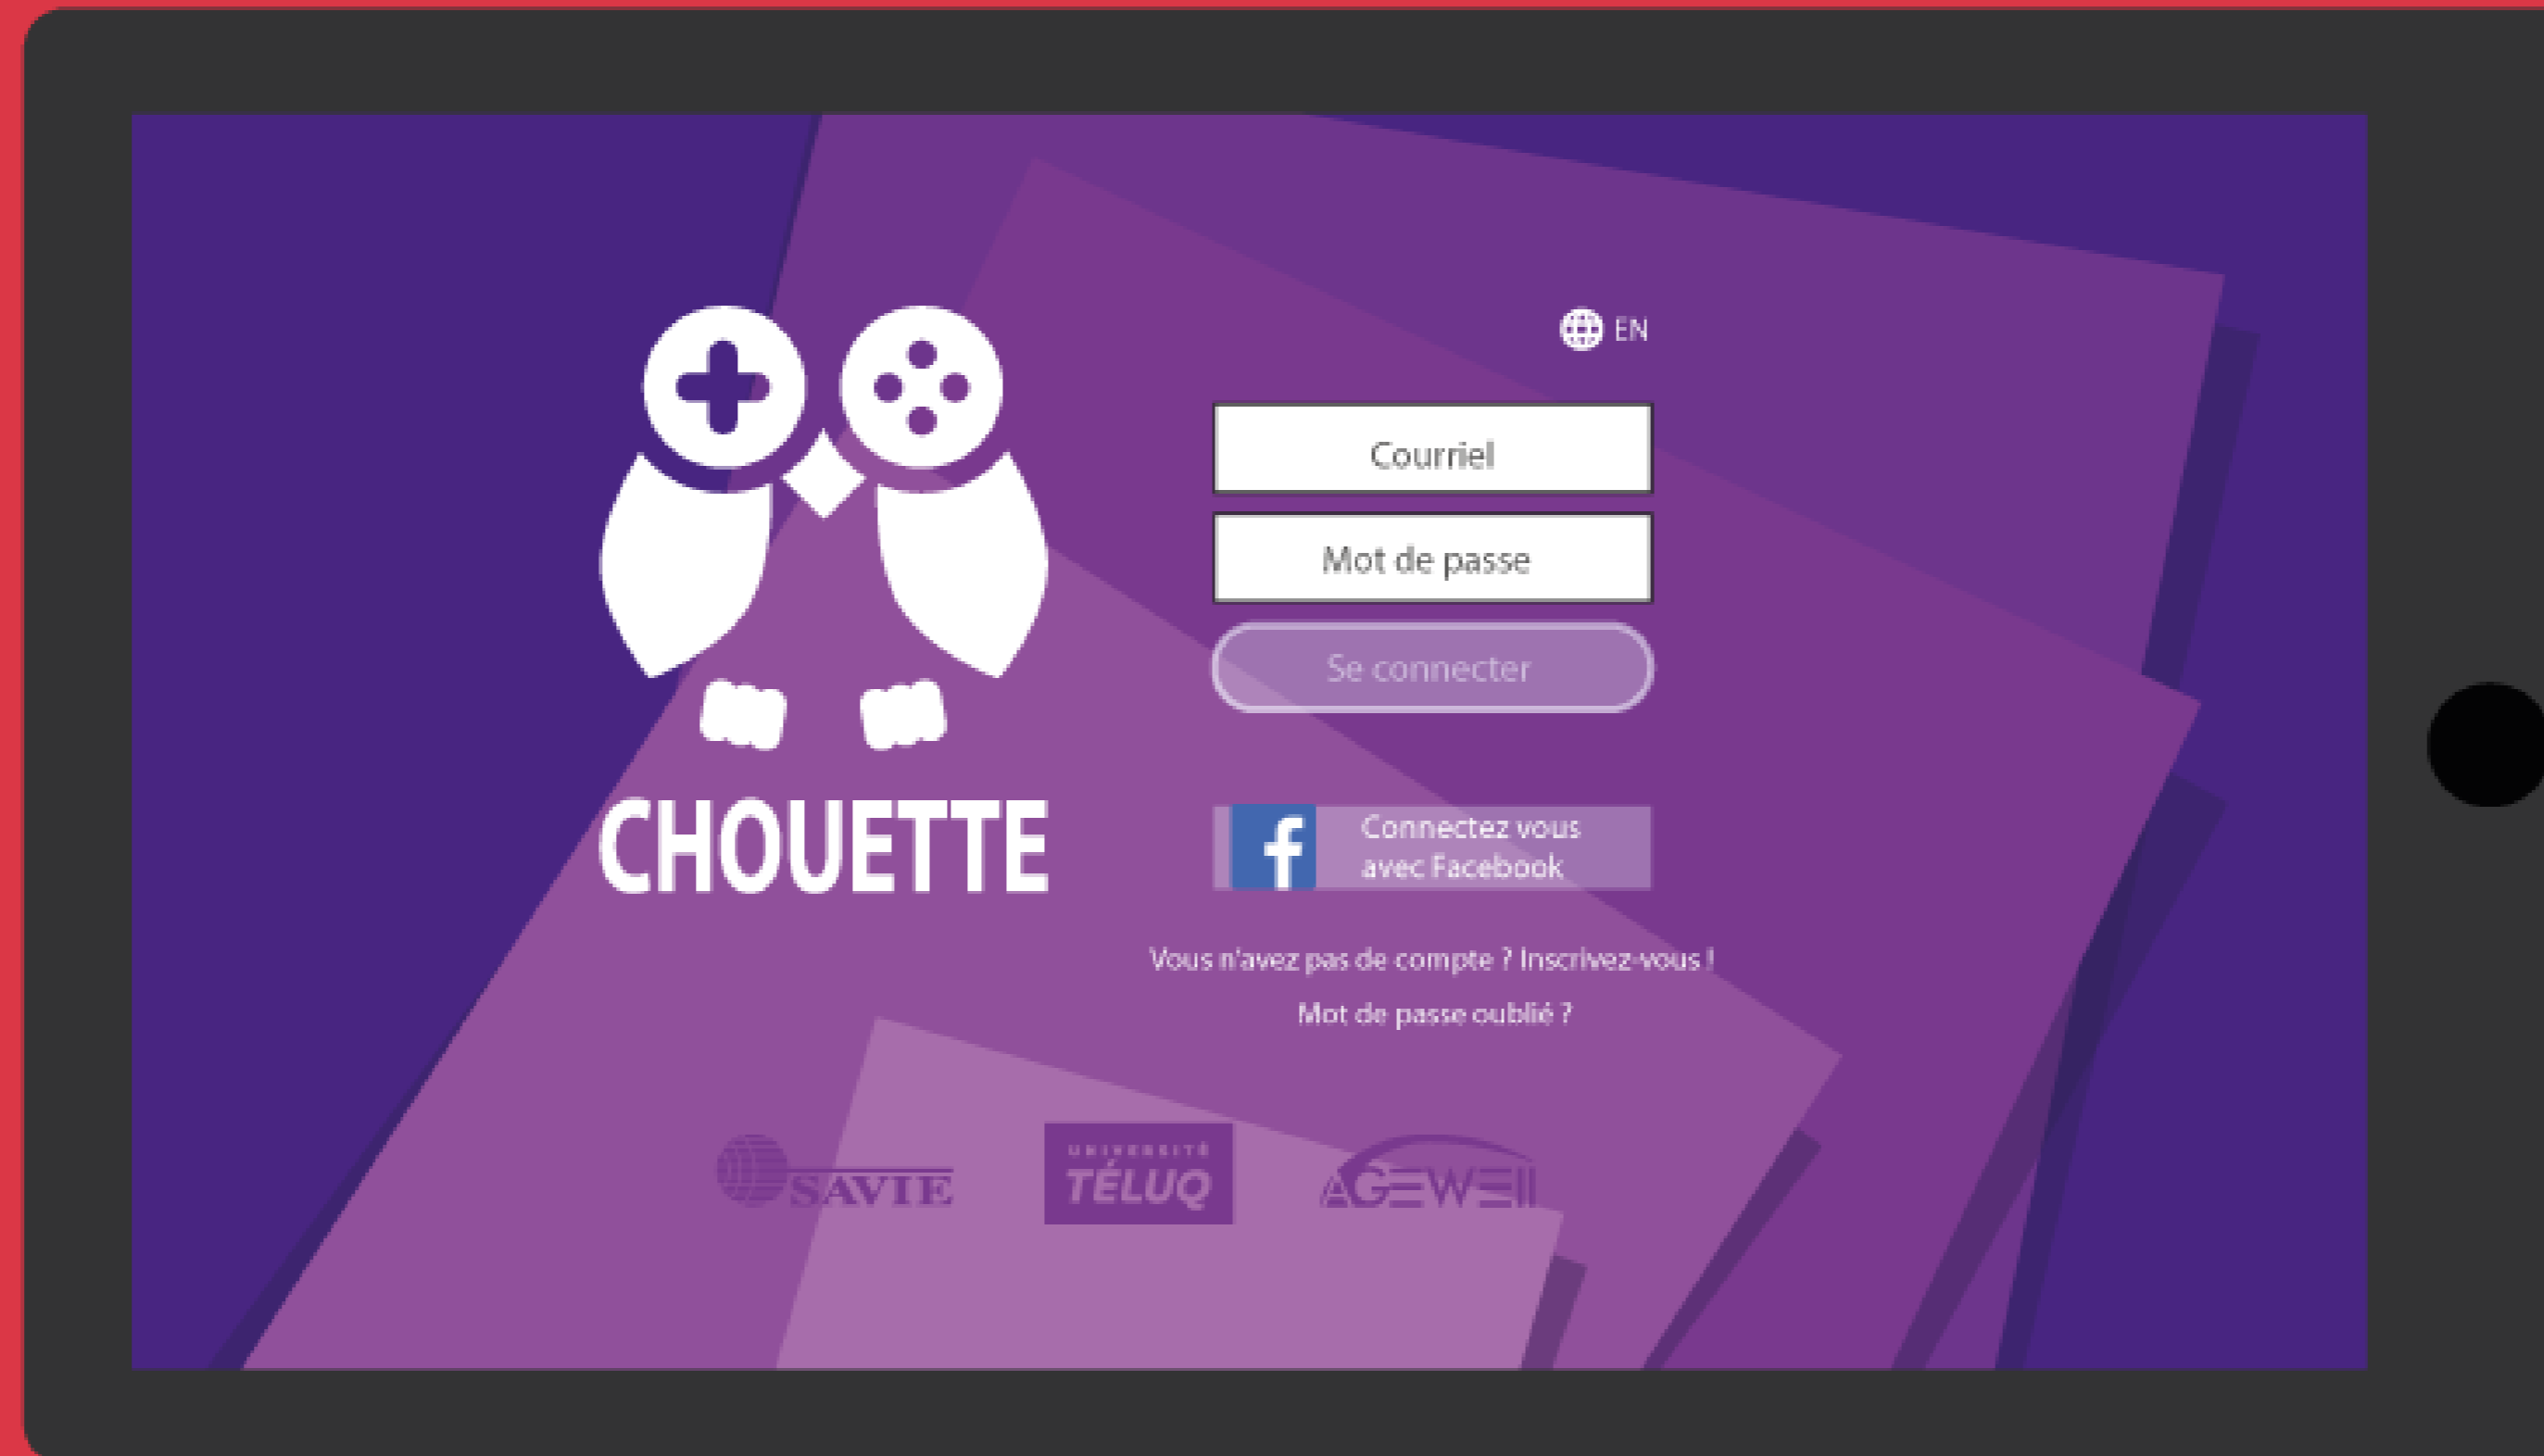 EN
Courriel
Mot de passe
Se connecter
CHOUETTE
Connectez vous
avec Facebook
Vous n'avez pas de compte ? Inscrivez-vous !
Mot de passe oublié ?
SAVIE
UNIVERSITÉ
TÉLUQ
AGEWELL